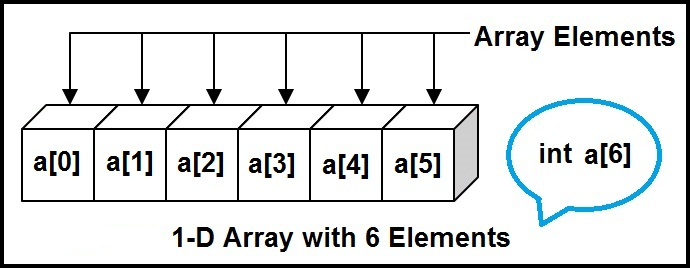 Array Elements
a[0] a[1] a[2] a[3] a[4] a[5]
int a[6]
1-D Array with 6 Elements